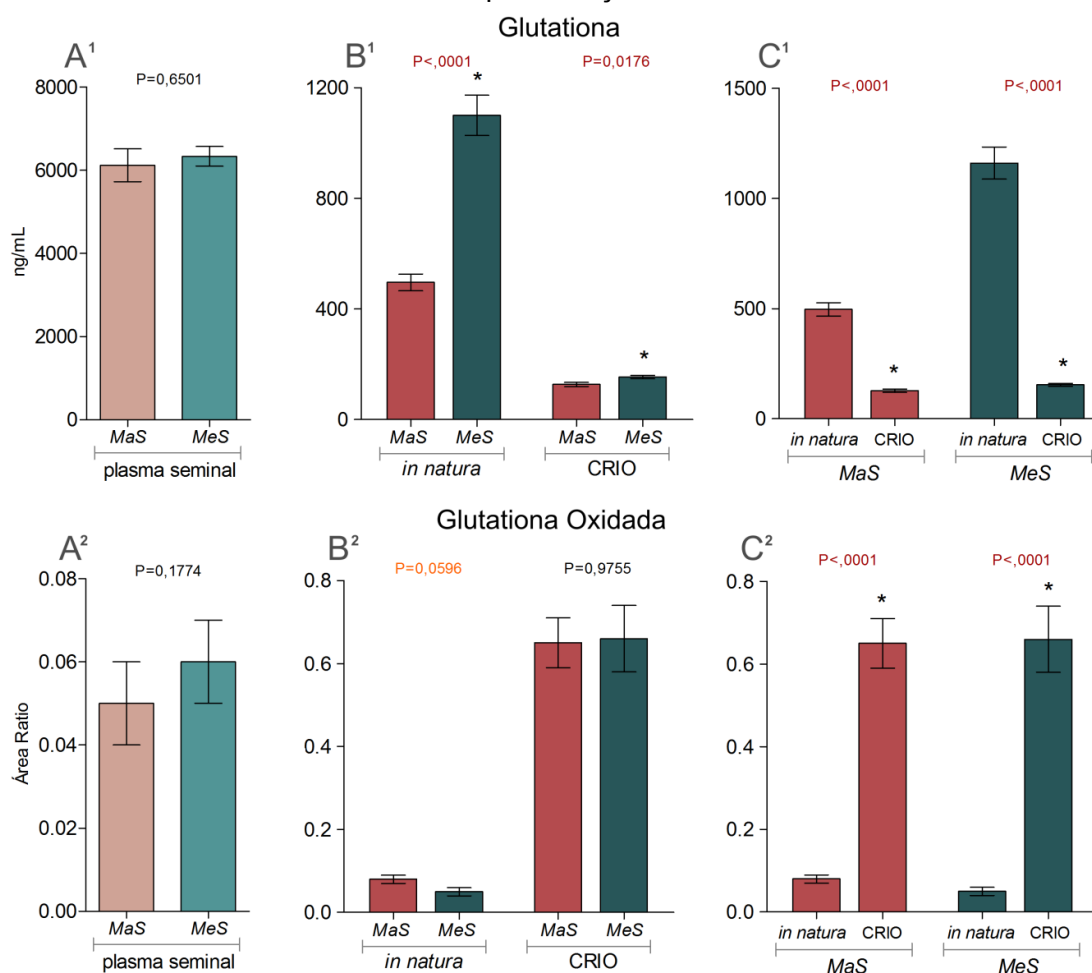 Glutationa
A¹
P=0,6501
8000
6000
4000
2000
0
ng/mL
MaS
MeS
plasma seminal
B¹
P<,0001
P=0,0176
1200
800
400
0
*
*
MaS
MeS
MaS
MeS
in natura
CRIO
C¹
P<,0001
P<,0001
1500
1000
500
0
*
*
in natura
CRIO
in natura
CRIO
MaS
MeS
Glutationa Oxidada
A²
P=0,1774
0.08
0.06
0.04
0.02
0.00
Área Ratio
MaS
MeS
plasma seminal
B²
P=0,0596
P=0,9755
0.8
0.6
0.4
0.2
0.0
MaS
MeS
MaS
MeS
in natura
CRIO
C²
P<,0001
P<,0001
0.8
0.6
0.4
0.2
0.0
*
*
in natura
CRIO
in natura
CRIO
MaS
MeS